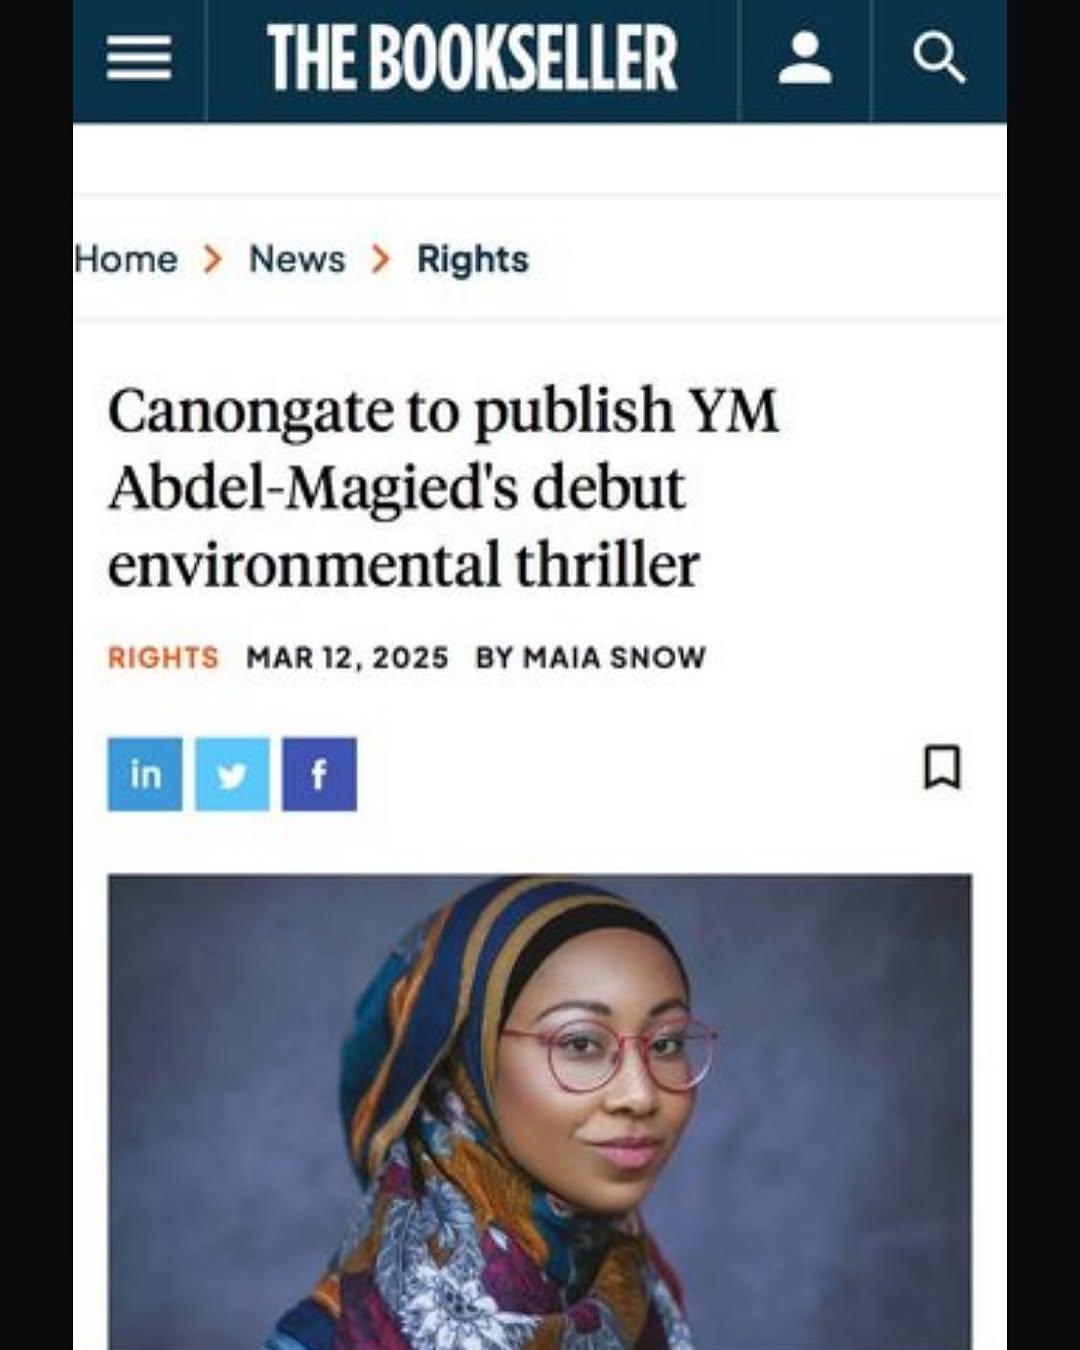 THE BOOKSELLER
Home > News > Rights
Canongate to publish YM
Abdel-Magied's debut
environmental thriller
RIGHTS MAR 12, 2025 BY MAIA SNOW
in f